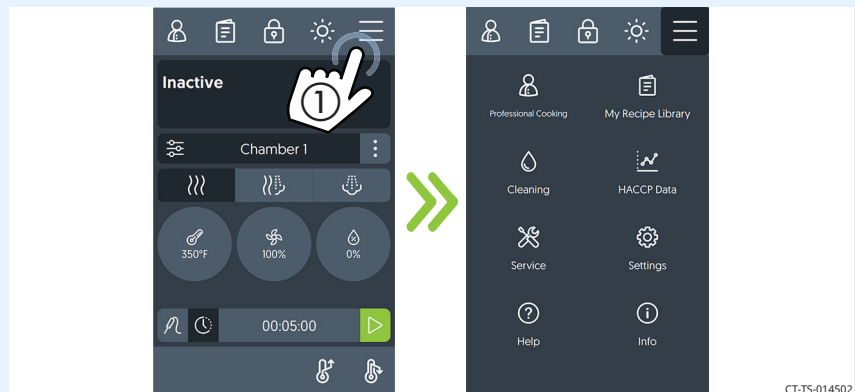 Inactive
①
Chamber 1
350°F
100%
0%
00:05:00
Professional Cooking
My Recipe Library
Cleaning
HACCP Data
Service
Settings
Help
Info
CT-TS-014502